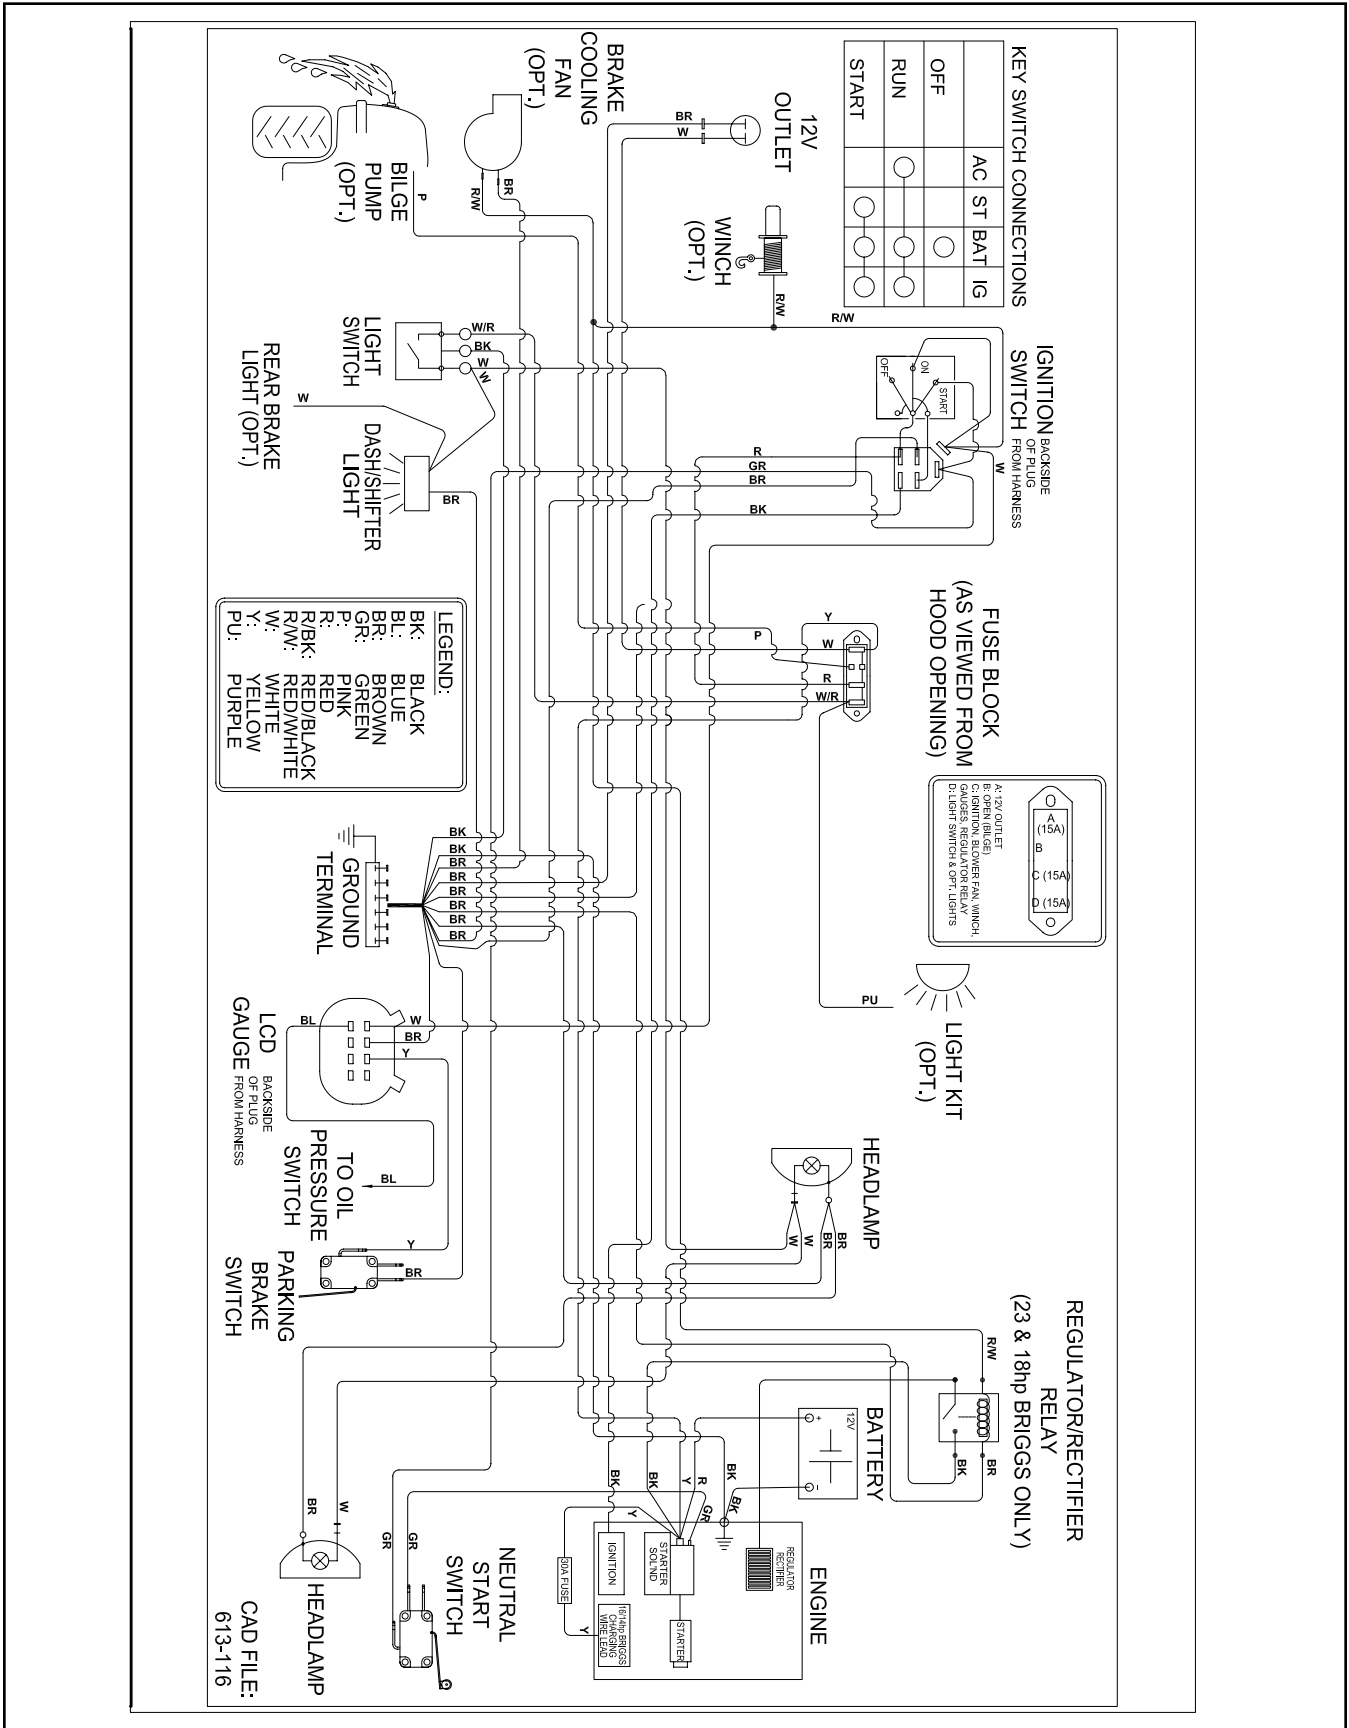 KEY SWITCH CONNECTIONS
AC ST BAT IG
OFF
RUN
START
12V
OUTLET
BR
W
BRAKE
COOLING
FAN
(OPT.)
BR
R/W
BILGE
PUMP
(OPT.)
P
WINCH
(OPT.)
R/W
R/W
IGNITION
SWITCH
BACKSIDE
OF PLUG
FROM HARNESS
OFF
ON
START
W
R
GR
BR
BK
LIGHT
SWITCH
W/R
BK
W
W
REAR BRAKE
LIGHT (OPT.)
W
DASH/SHIFTER
LIGHT
BR
FUSE BLOCK
(AS VIEWED FROM
HOOD OPENING)
Y
W
P
R
W/R
LEGEND:
BK: BLACK
BL: BLUE
BR: BROWN
GR: GREEN
P: PINK
R: RED
R/BK: RED/BLACK
R/W: RED/WHITE
W: WHITE
Y: YELLOW
PU: PURPLE
A
(15A)
B
C (15A)
D (15A)
A: 12V OUTLET
B: OPEN (BILGE)
C: IGNITION, BLOWER FAN, WINCH,
GAUGES, REGULATOR RELAY
D: LIGHT SWITCH & OPT. LIGHTS
LIGHT KIT
(OPT.)
PU
GROUND
TERMINAL
BK
BK
BR
BR
BR
BR
BR
BR
LCD
GAUGE
BACKSIDE
OF PLUG
FROM HARNESS
BL
W
BR
Y
TO OIL
PRESSURE
SWITCH
BL
PARKING
BRAKE
SWITCH
Y
BR
HEADLAMP
W
W
BR
BR
REGULATOR/RECTIFIER
RELAY
(23 & 18hp BRIGGS ONLY)
R/W
BK
BR
BATTERY
12V
+
-
BK
BK
R
Y
GR
BK
BK
Y
ENGINE
REGULATOR
RECTIFIER
STARTER
SOL'ND
STARTER
IGNITION
30A FUSE
Y
16/14hp BRIGGS
CHARGING
WIRE LEAD
NEUTRAL
START
SWITCH
GR
GR
HEADLAMP
BR
W
CAD FILE:
613-116